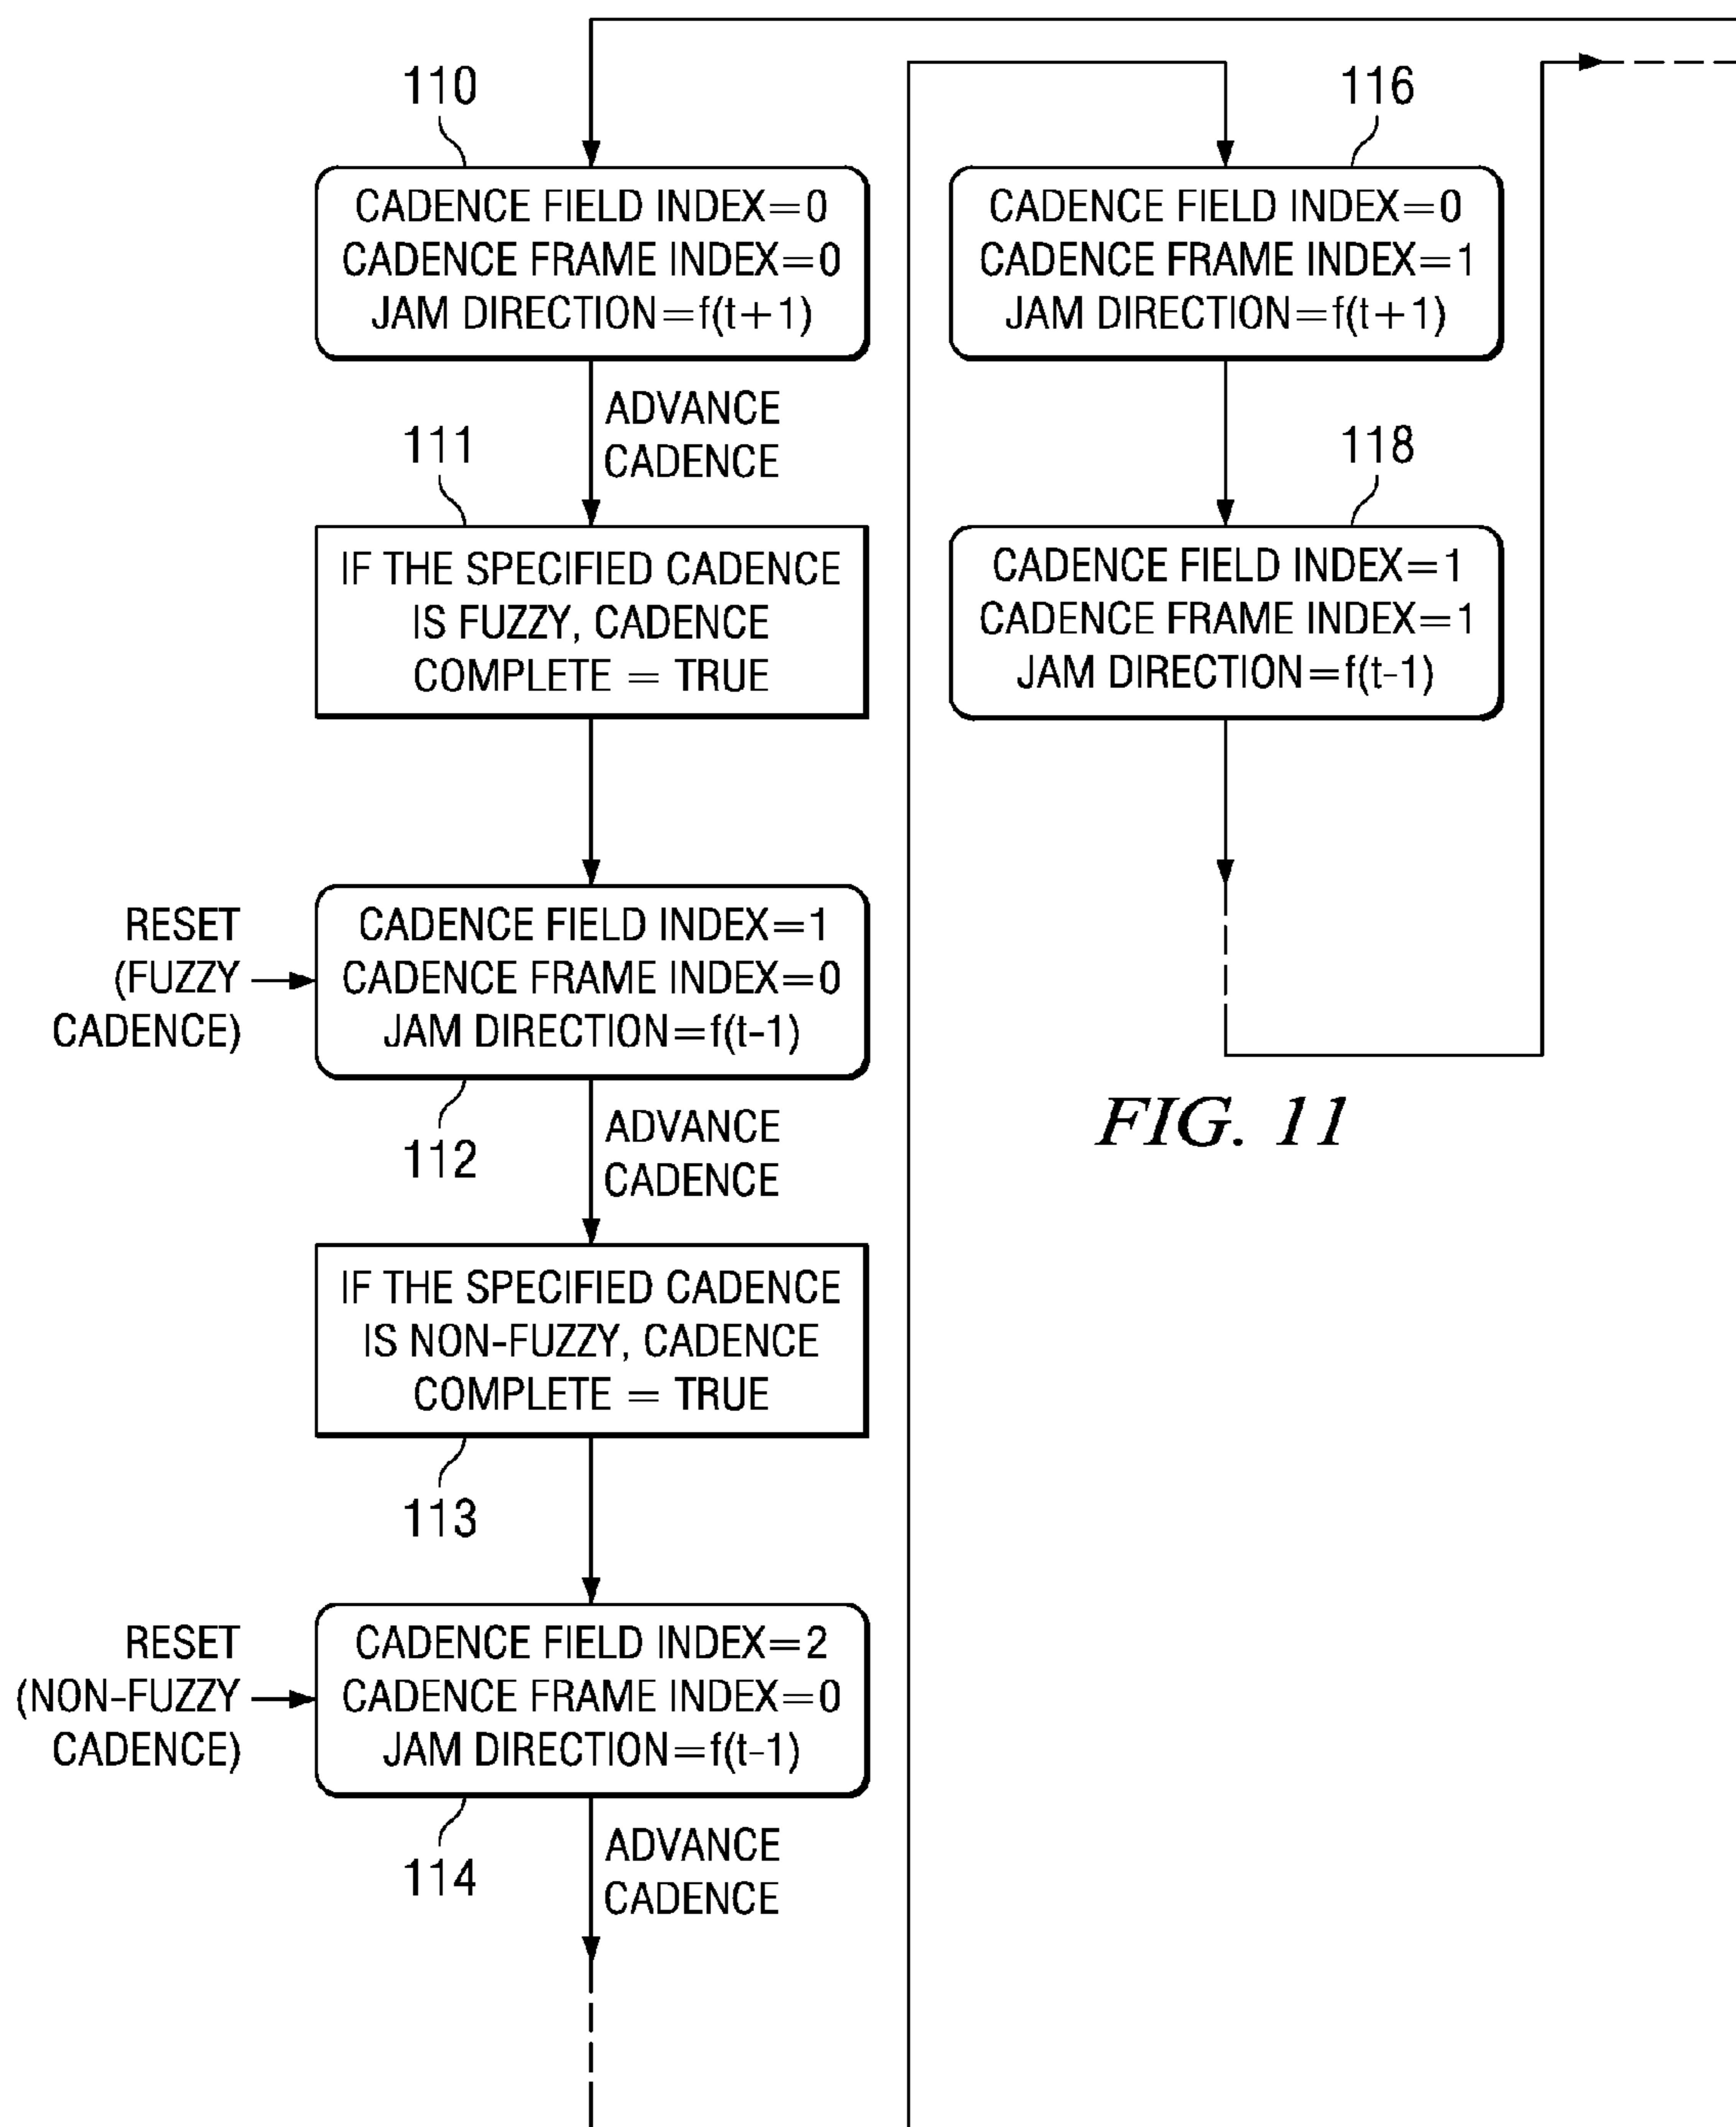 110
CADENCE FIELD INDEX=0
CADENCE FRAME INDEX=0
JAM DIRECTION=f(t+1)
ADVANCE
CADENCE
111
IF THE SPECIFIED CADENCE
IS FUZZY, CADENCE
COMPLETE = TRUE
RESET
(FUZZY
CADENCE)
CADENCE FIELD INDEX=1
CADENCE FRAME INDEX=0
JAM DIRECTION=f(t-1)
112
ADVANCE
CADENCE
IF THE SPECIFIED CADENCE
IS NON-FUZZY, CADENCE
COMPLETE = TRUE
113
RESET
(NON-FUZZY
CADENCE)
CADENCE FIELD INDEX=2
CADENCE FRAME INDEX=0
JAM DIRECTION=f(t-1)
114
ADVANCE
CADENCE
116
CADENCE FIELD INDEX=0
CADENCE FRAME INDEX=1
JAM DIRECTION=f(t+1)
118
CADENCE FIELD INDEX=1
CADENCE FRAME INDEX=1
JAM DIRECTION=f(t-1)
FIG. 11